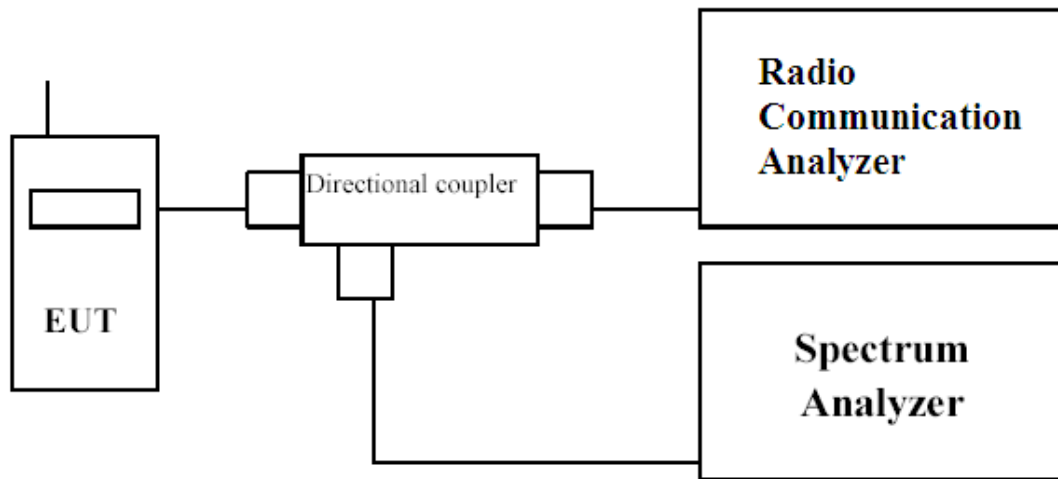 Radio
Communication
Analyzer
Directional coupler
EUT
Spectrum
Analyzer